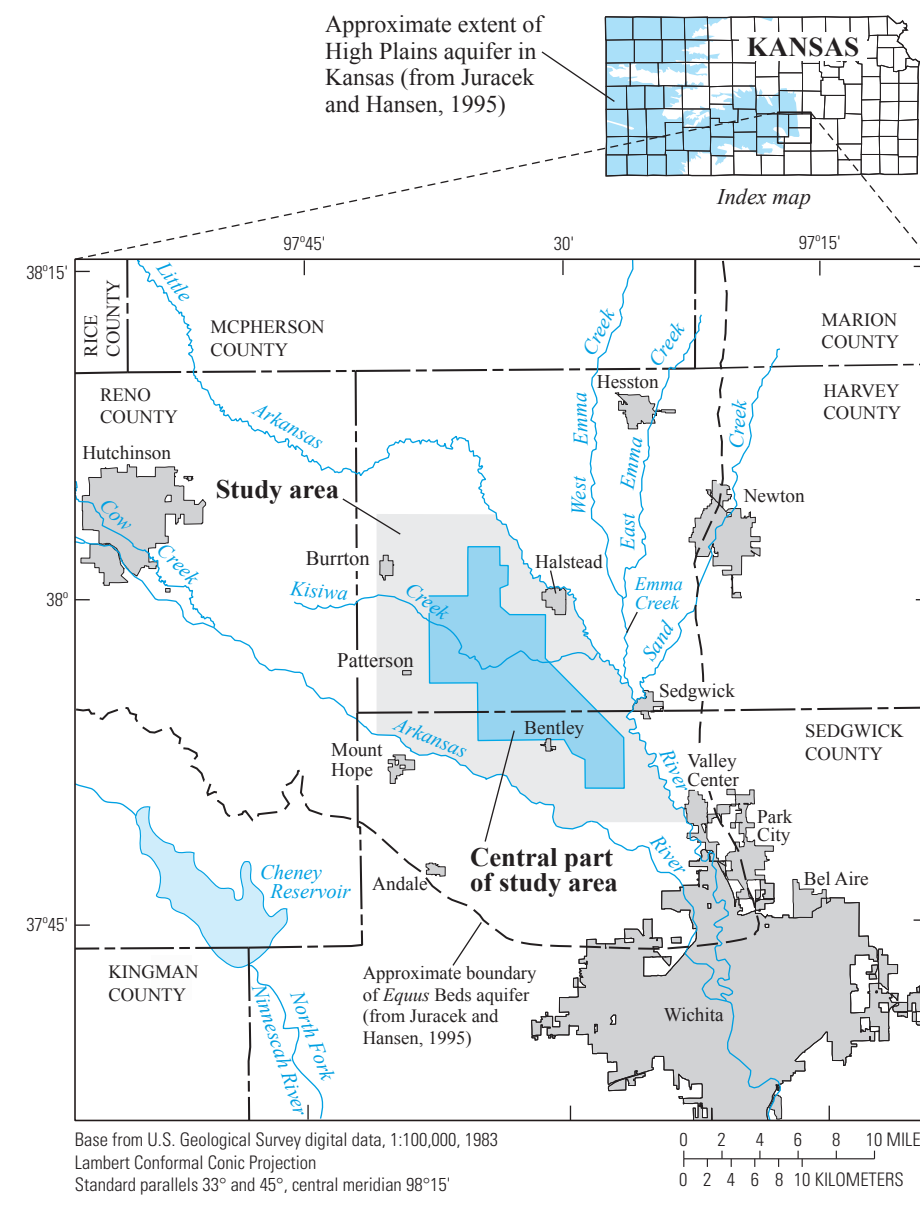 Approximate extent of
High Plains aquifer in
Kansas (from Juracek
and Hansen, 1995)
KANSAS
Index map
97°45'
30'
97°15'
38°15'
38°
37°45'
RICE
COUNTY
MCPHERSON
COUNTY
MARION
COUNTY
RENO
COUNTY
HARVEY
COUNTY
SEDGWICK
COUNTY
KINGMAN
COUNTY
Little
Arkansas
River
West
Emma
Creek
East
Emma
Creek
Creek
Sand
Emma
Creek
Hesston
Hutchinson
Cow
Creek
Study area
Newton
Burrton
Halstead
Kisiwa
Creek
Patterson
Sedgwick
Arkansas
River
Bentley
Mount
Hope
Valley
Center
Park
City
Central part
of study area
Cheney
Reservoir
Andale
Bel Aire
Approximate boundary
of Equus Beds aquifer
(from Juracek and
Hansen, 1995)
Wichita
North Fork
Ninnescah River
Base from U.S. Geological Survey digital data, 1:100,000, 1983
Lambert Conformal Conic Projection
Standard parallels 33° and 45°, central meridian 98°15'
0 2 4 6 8 10 MILE
0 2 4 6 8 10 KILOMETERS